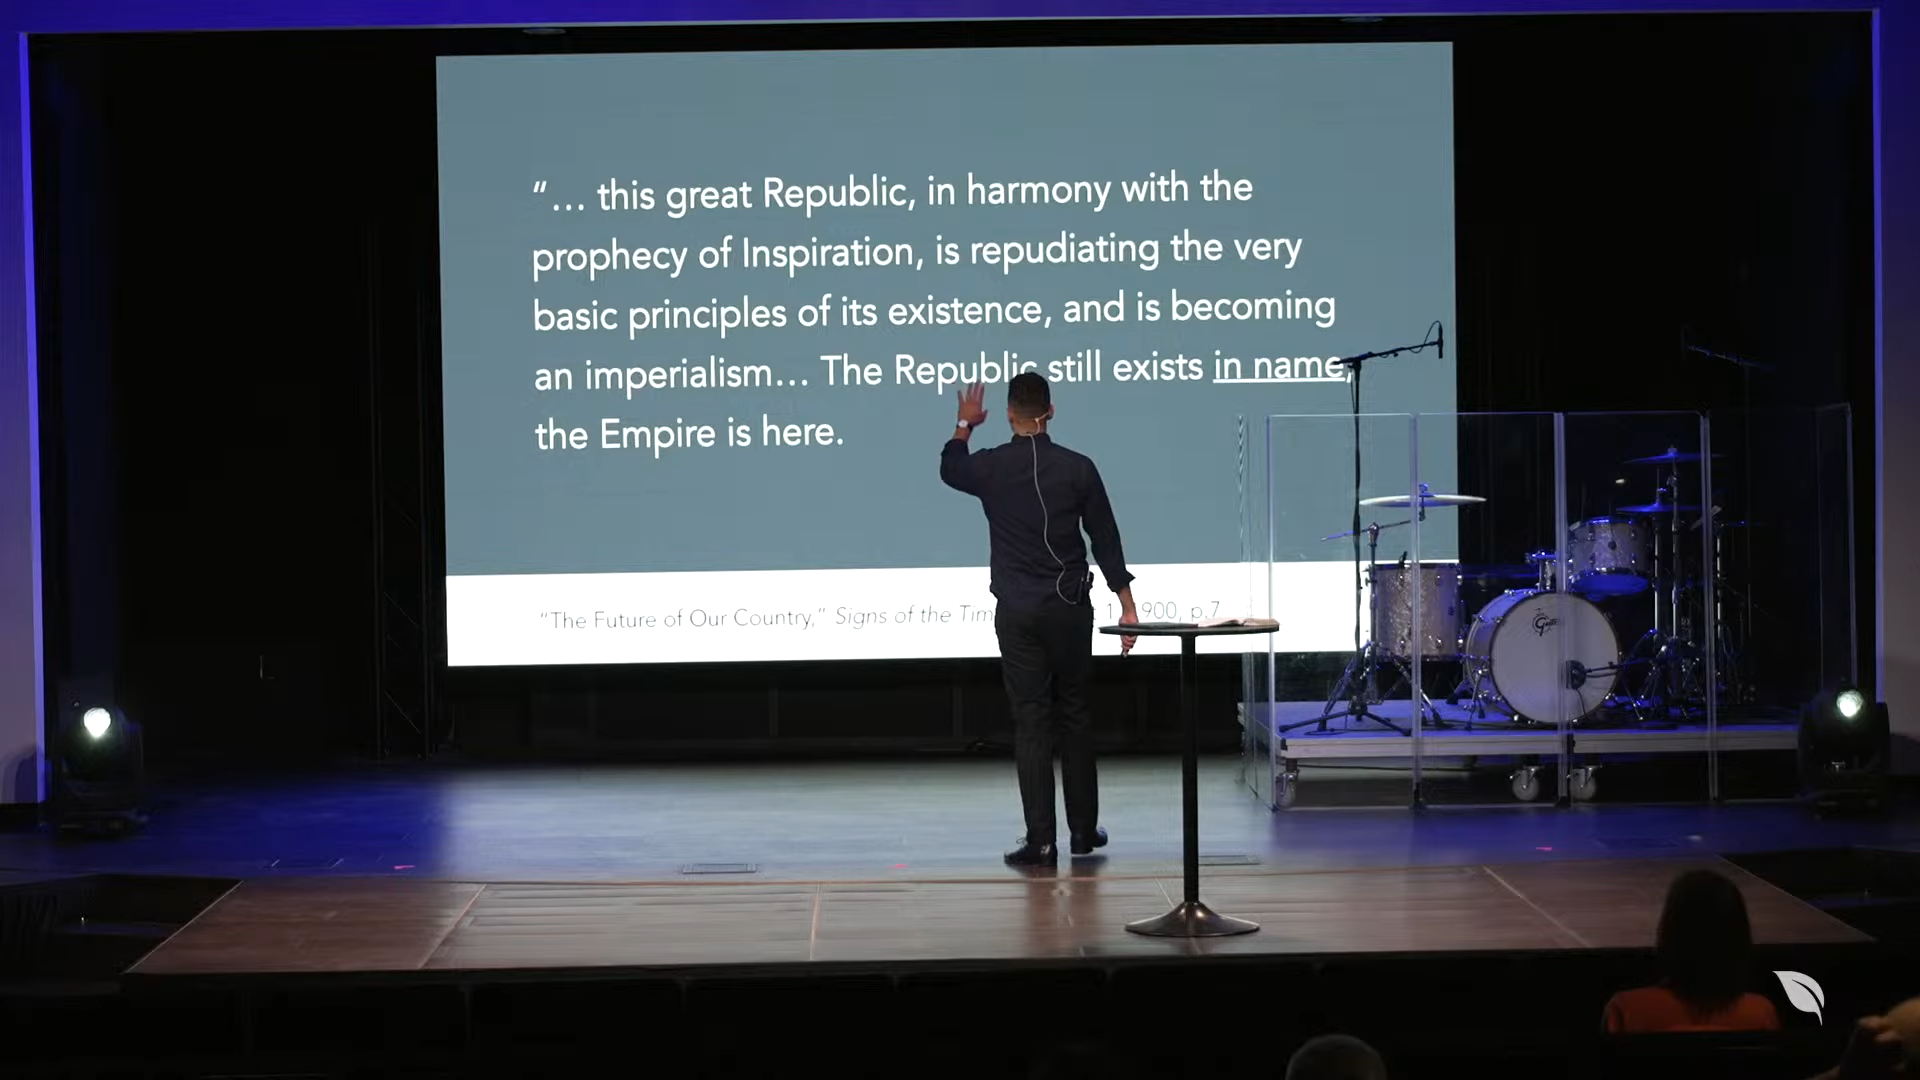 “… this great Republic, in harmony with the
prophecy of Inspiration, is repudiating the very
basic principles of its existence, and is becoming
an imperialism… The Republic still exists in name,
the Empire is here.
“The Future of Our Country,” Signs of the 900, p.7